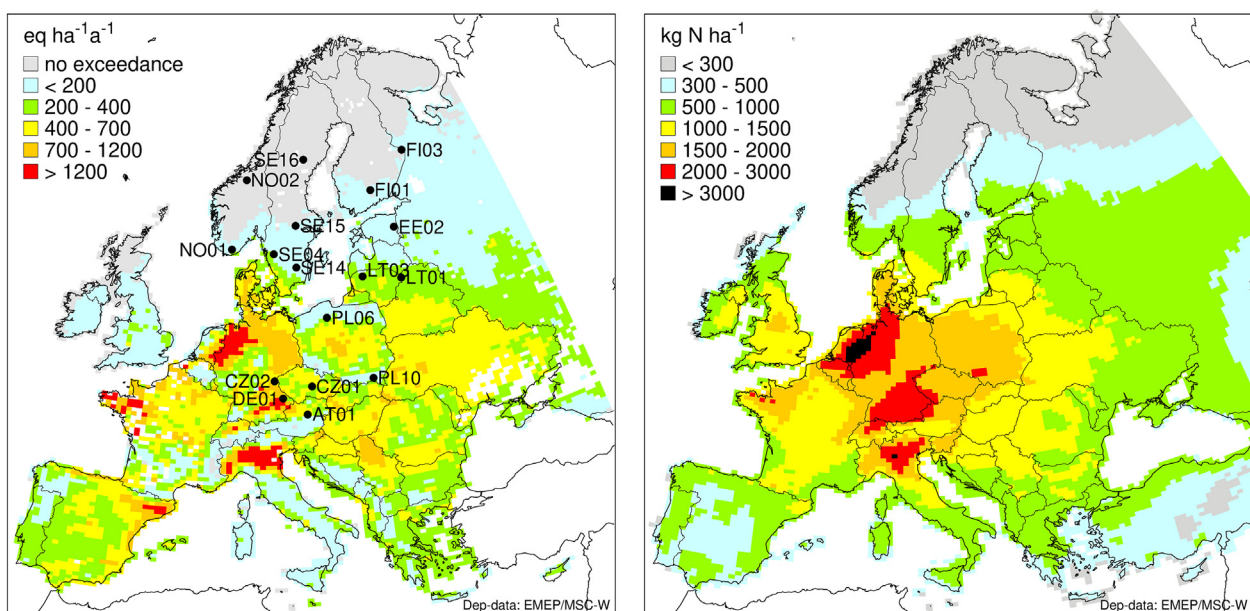 eq ha⁻¹a⁻¹
no exceedance
< 200
200 - 400
400 - 700
700 - 1200
> 1200
SE16
FI03
NO02
FI01
SE15
EE02
NO01
SE04
SE14
LT03
LT01
PL06
CZ02
CZ01
PL10
DE01
AT01
Dep-data: EMEP/MSC-W
kg N ha⁻¹
< 300
300 - 500
500 - 1000
1000 - 1500
1500 - 2000
2000 - 3000
> 3000
Dep-data: EMEP/MSC-W